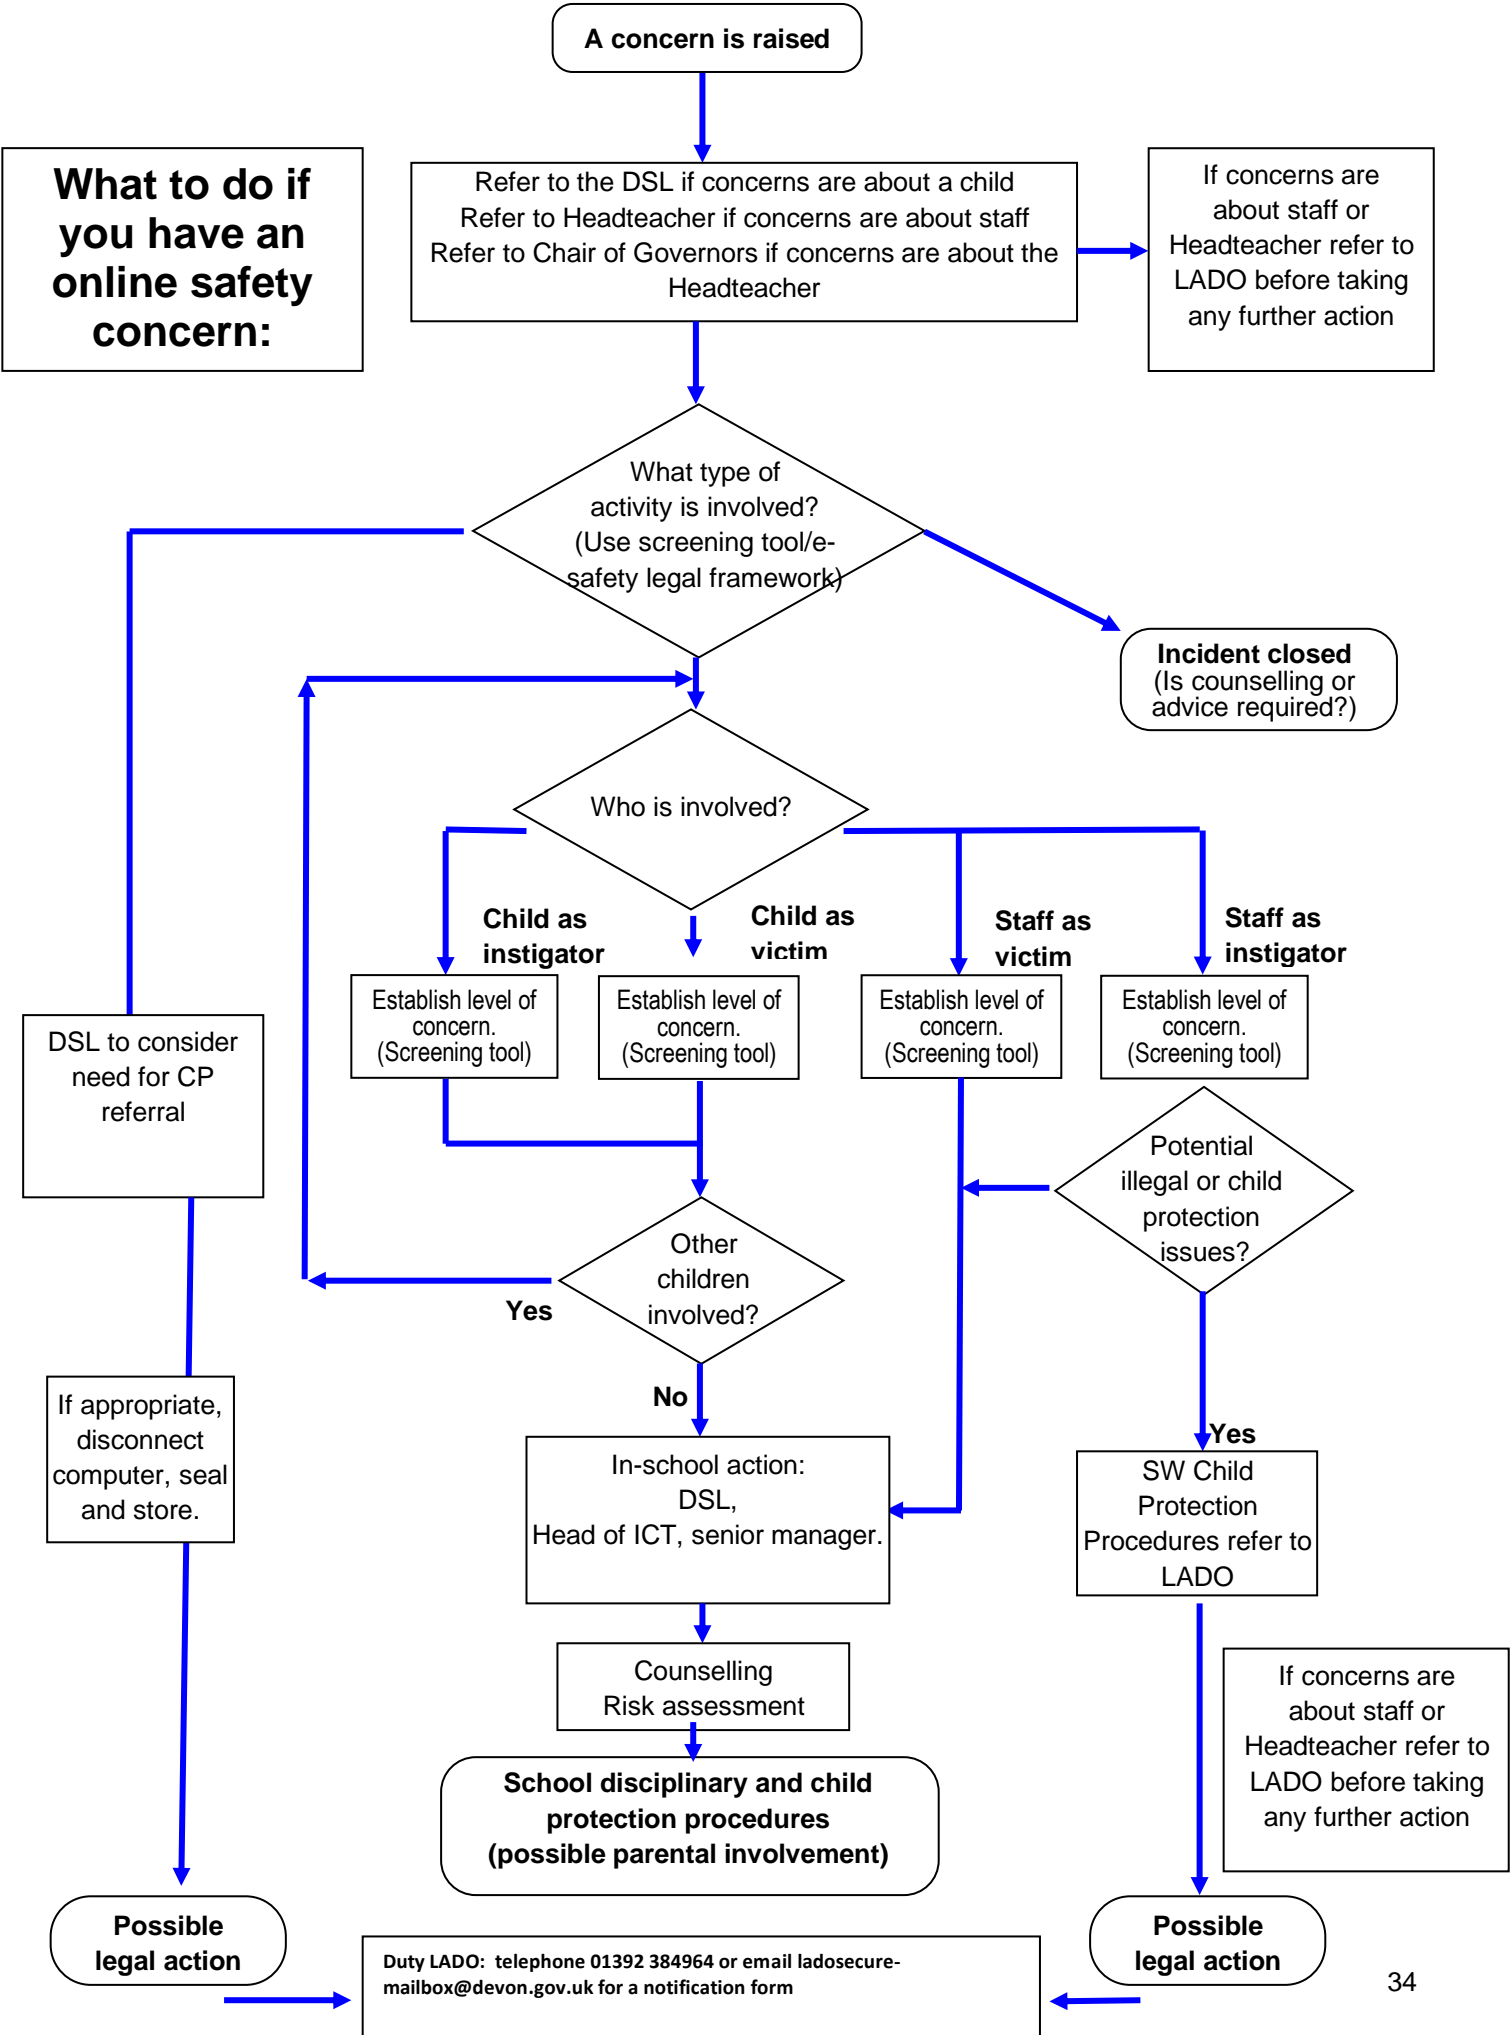 A concern is raised
What to do if
you have an
online safety
concern:
Refer to the DSL if concerns are about a child
Refer to Headteacher if concerns are about staff
Refer to Chair of Governors if concerns are about the
Headteacher
If concerns are
about staff or
Headteacher refer to
LADO before taking
any further action
What type of
activity is involved?
(Use screening tool/e-
safety legal framework)
Incident closed
(Is counselling or
advice required?)
Who is involved?
Child as
instigator
Child as
victim
Staff as
victim
Staff as
instigator
Establish level of
concern.
(Screening tool)
Establish level of
concern.
(Screening tool)
Establish level of
concern.
(Screening tool)
Establish level of
concern.
(Screening tool)
DSL to consider
need for CP
referral
Potential
illegal or child
protection
issues?
Other
children
involved?
Yes
No
If appropriate,
disconnect
computer, seal
and store.
In-school action:
DSL,
Head of ICT, senior manager.
Yes
SW Child
Protection
Procedures refer to
LADO
Counselling
Risk assessment
If concerns are
about staff or
Headteacher refer to
LADO before taking
any further action
School disciplinary and child
protection procedures
(possible parental involvement)
Possible
legal action
Possible
legal action
Duty LADO:  telephone 01392 384964 or email ladosecure-
mailbox@devon.gov.uk for a notification form
34